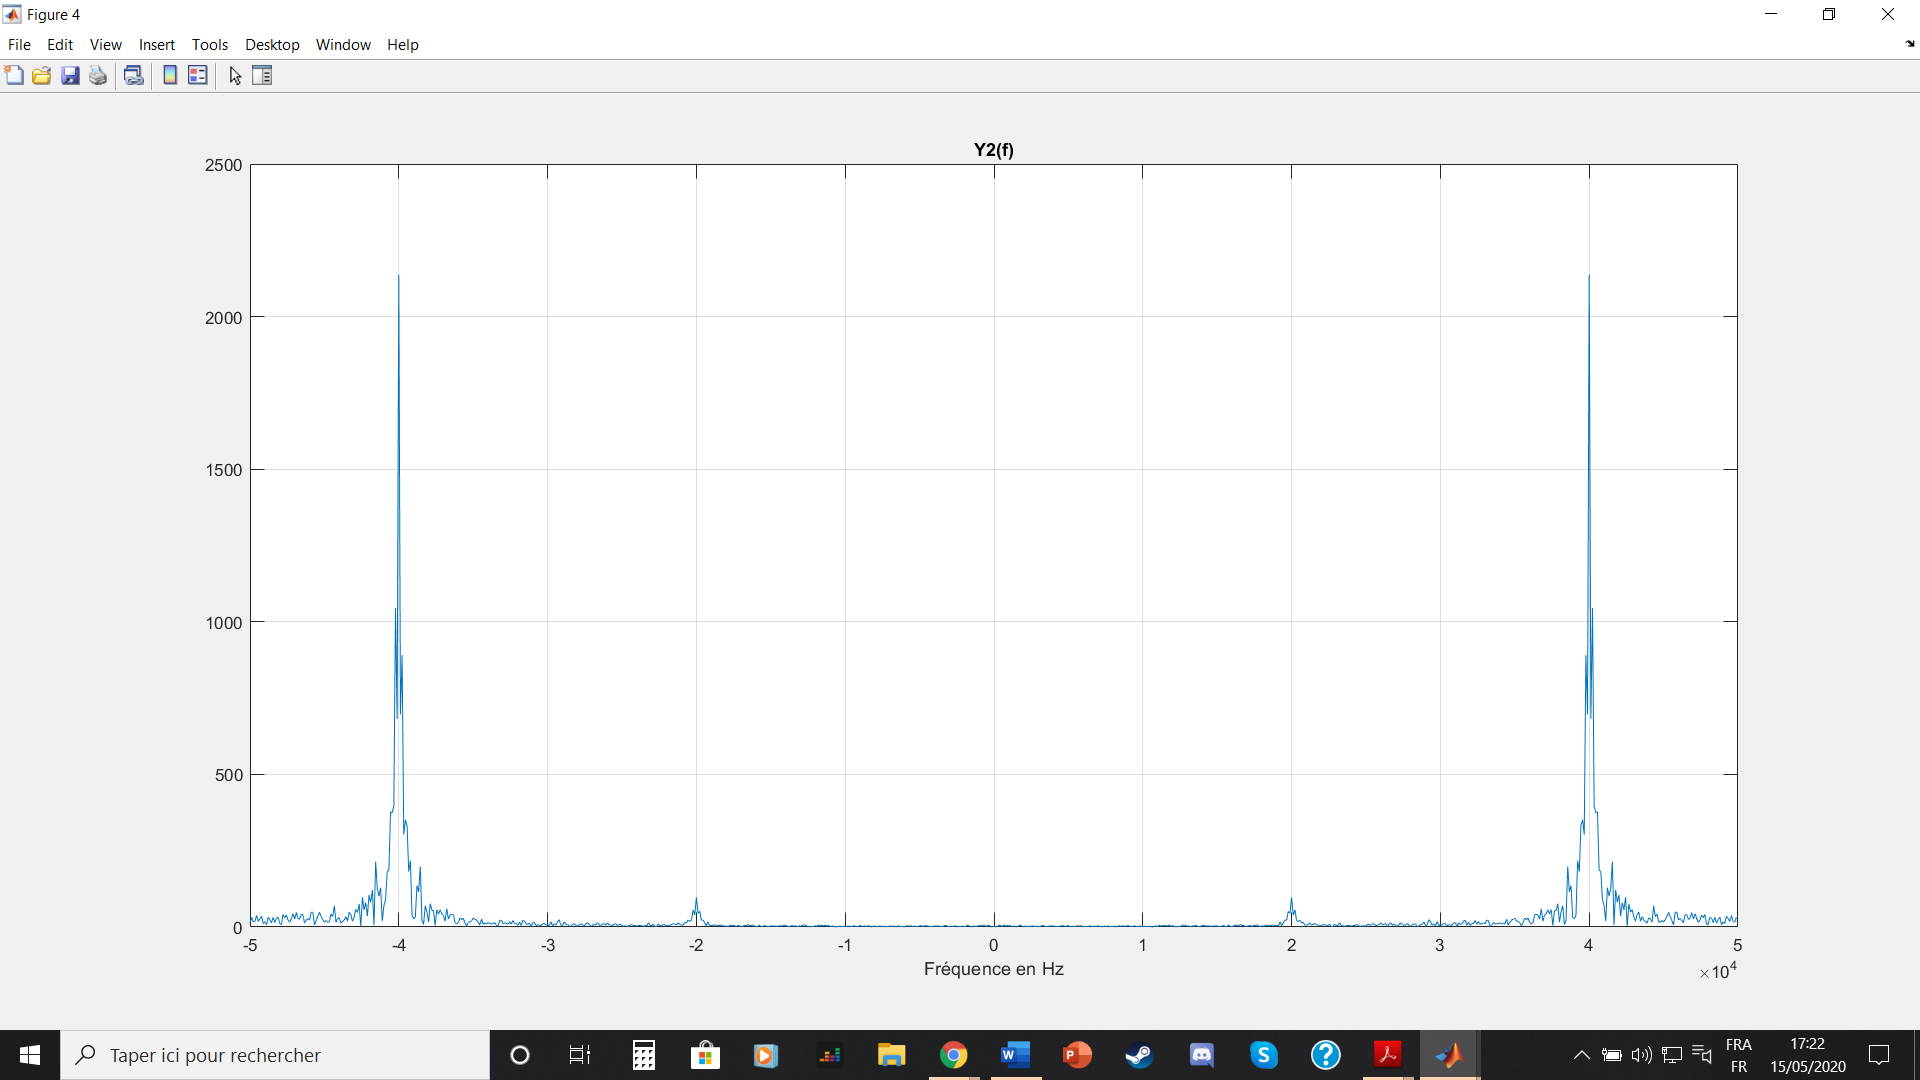 Figure 4
File Edit View Insert Tools Desktop Window Help
Y2(f)
2500
2000
1500
1000
500
0
-5 -4 -3 -2 -1 0 1 2 3 4 5
×10⁴
Fréquence en Hz
Taper ici pour rechercher
FRA
FR
17:22
15/05/2020